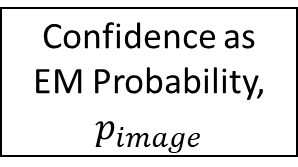 Confidence as
EM Probability,
p_image